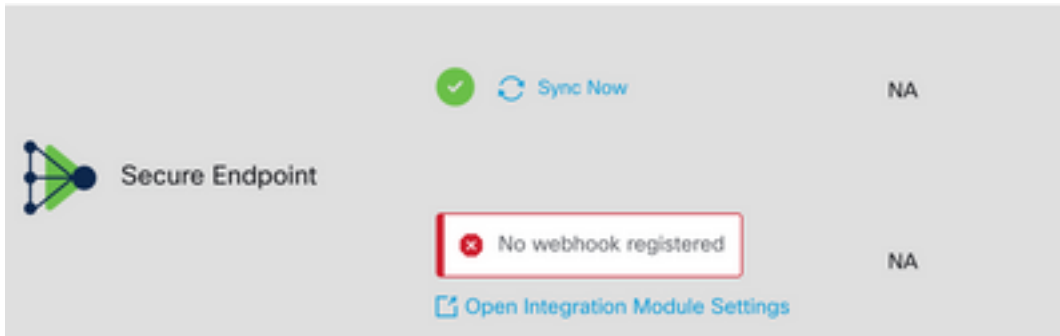 Sync Now
NA
Secure Endpoint
No webhook registered
NA
Open Integration Module Settings